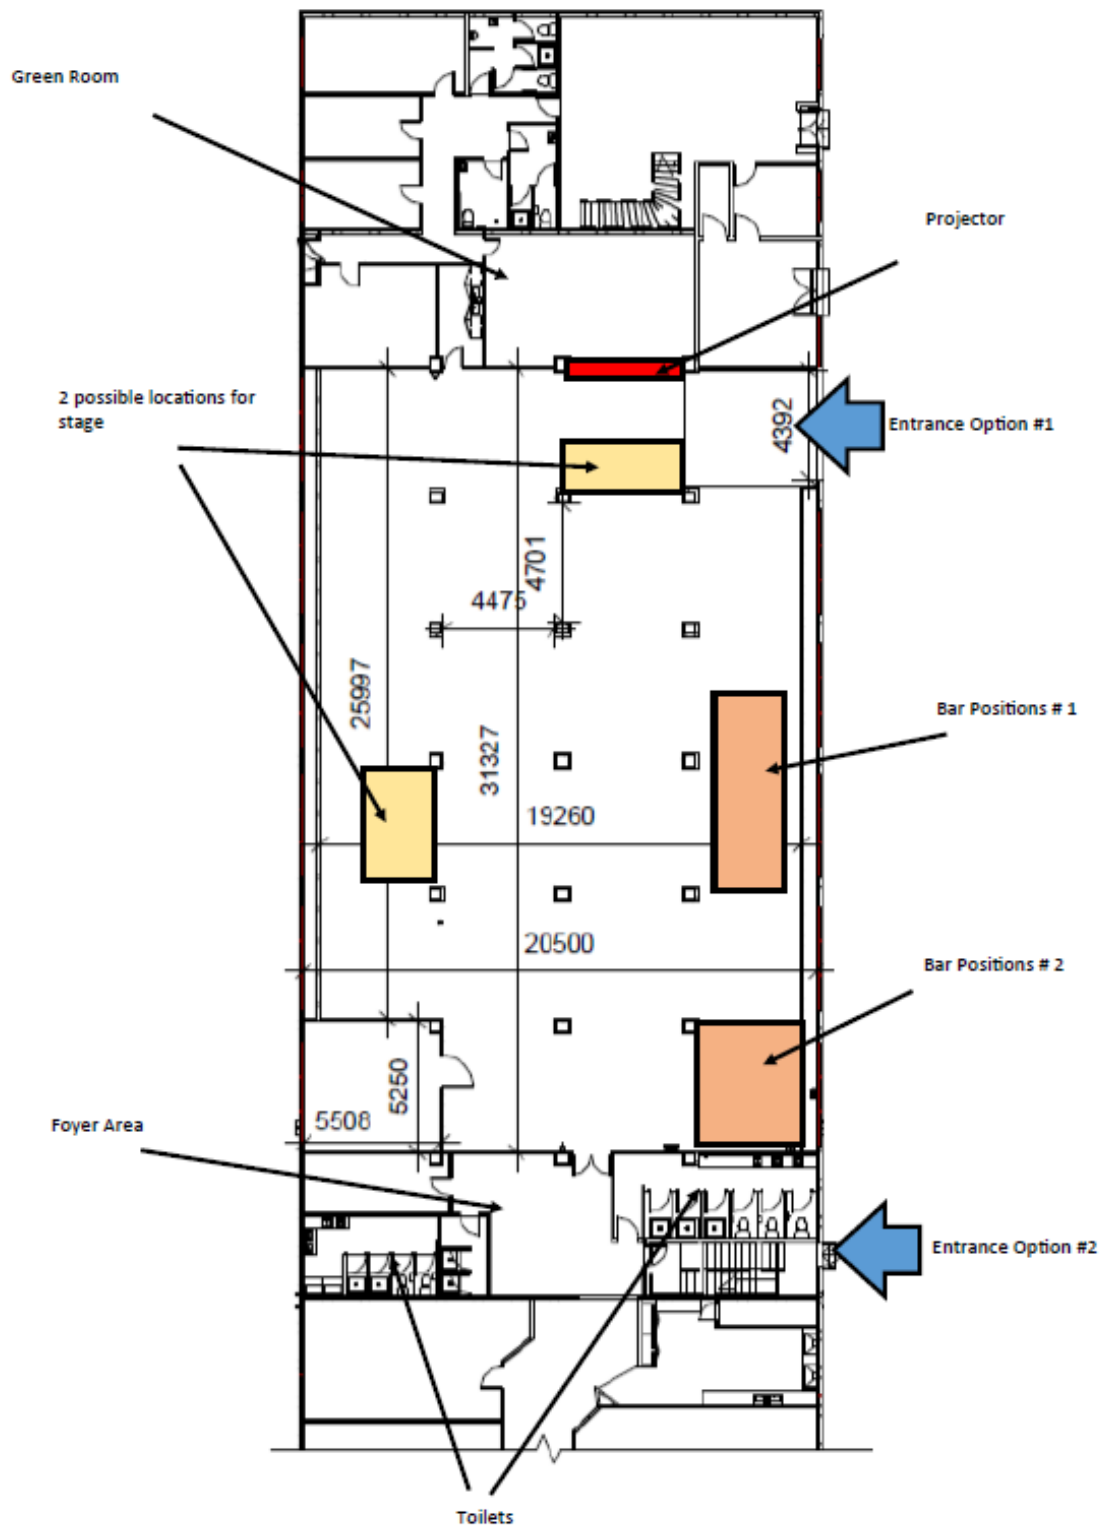 Green Room
Projector
2 possible locations for
stage
4392
Entrance Option #1
4701
4475
25997
31327
Bar Positions # 1
19260
20500
Bar Positions # 2
5250
5508
Foyer Area
Entrance Option #2
Toilets